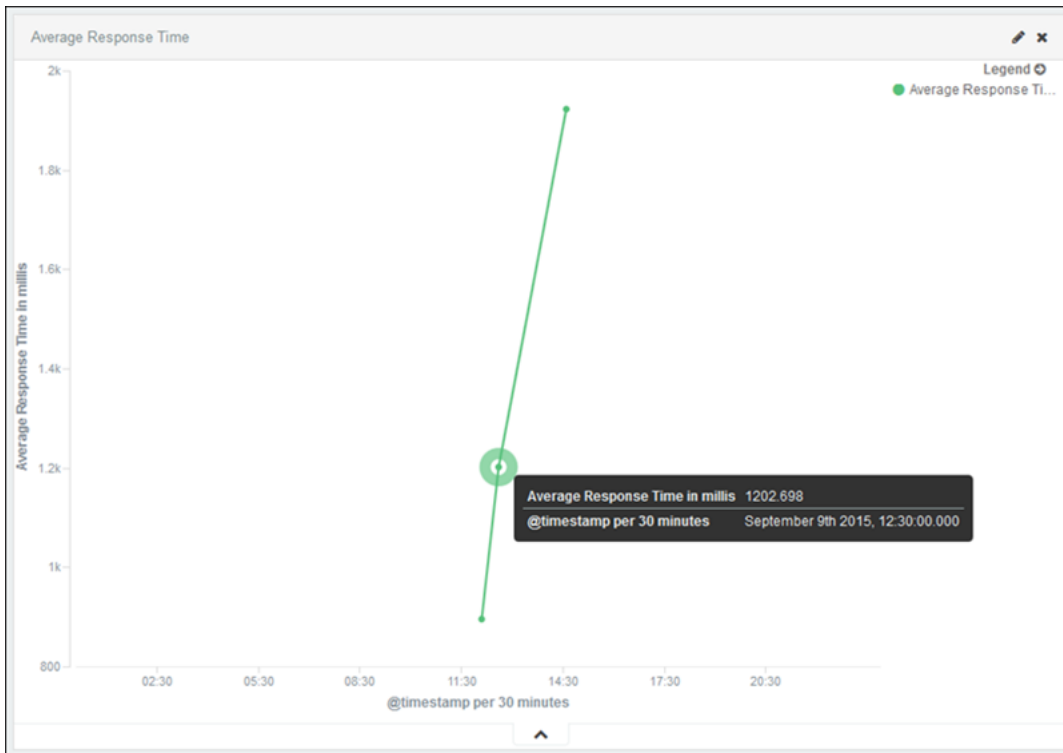 Average Response Time
Legend
Average Response Ti...
2k
1.8k
1.6k
1.4k
1.2k
1k
800
Average Response Time in millis
Average Response Time in millis 1202.698
@timestamp per 30 minutes September 9th 2015, 12:30:00.000
02:30 05:30 08:30 11:30 14:30 17:30 20:30
@timestamp per 30 minutes